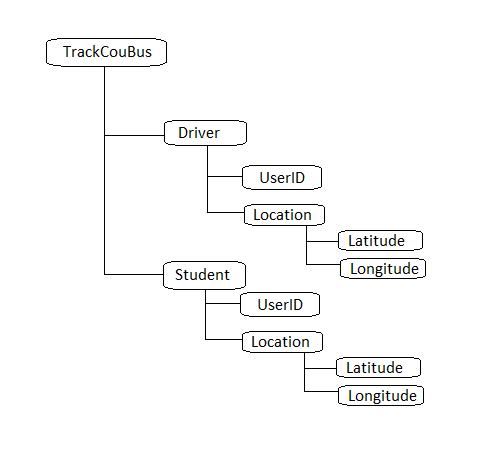 TrackCouBus
Driver
UserID
Location
Latitude
Longitude
Student
UserID
Location
Latitude
Longitude